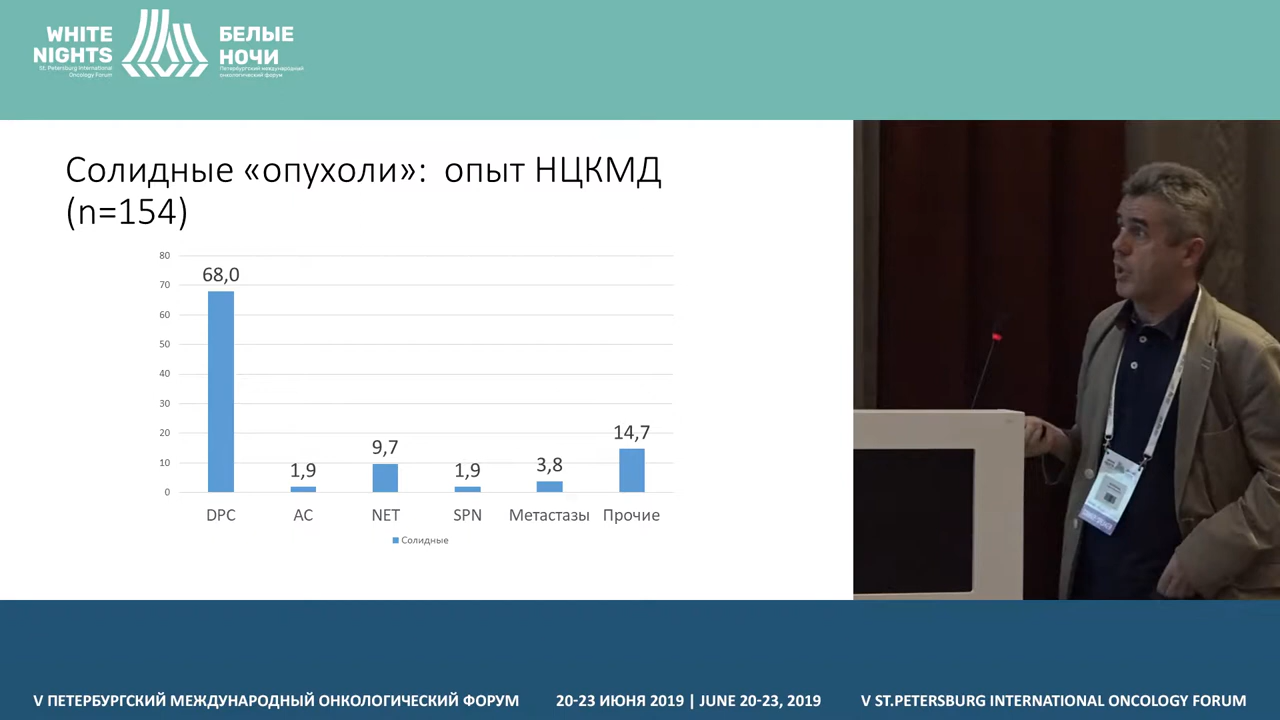 WHITE
NIGHTS
St. Petersburg International
Oncology Forum
БЕЛЫЕ
НОЧИ
Петербургский международный
онкологический форум
Солидные «опухоли»: опыт НЦКМД
(n=154)
80
70
60
50
40
30
20
10
0
68,0
1,9
9,7
1,9
3,8
14,7
DPC
AC
NET
SPN
Метастазы
Прочие
Солидные
V ПЕТЕРБУРГСКИЙ МЕЖДУНАРОДНЫЙ ОНКОЛОГИЧЕСКИЙ ФОРУМ
20-23 ИЮНЯ 2019 | JUNE 20-23, 2019
V ST.PETERSBURG INTERNATIONAL ONCOLOGY FORUM